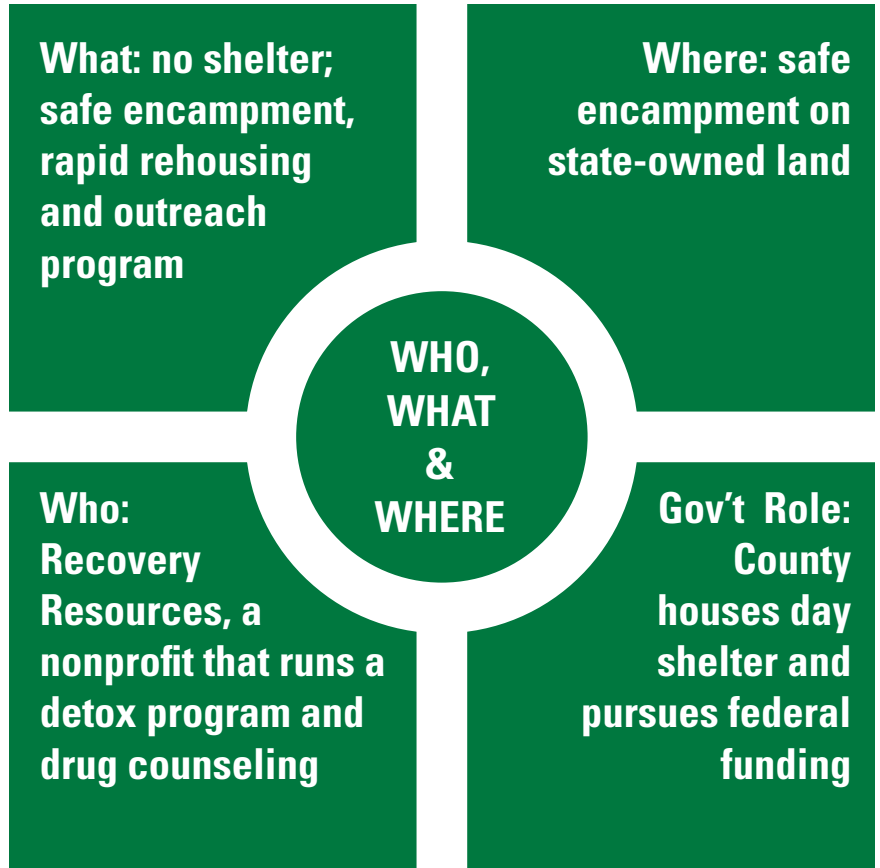 What: no shelter;
safe encampment,
rapid rehousing
and outreach
program
Where: safe
encampment on
state-owned land
WHO,
WHAT
&
WHERE
Who:
Recovery
Resources, a
nonprofit that runs a
detox program and
drug counseling
Gov’t Role:
County
houses day
shelter and
pursues federal
funding